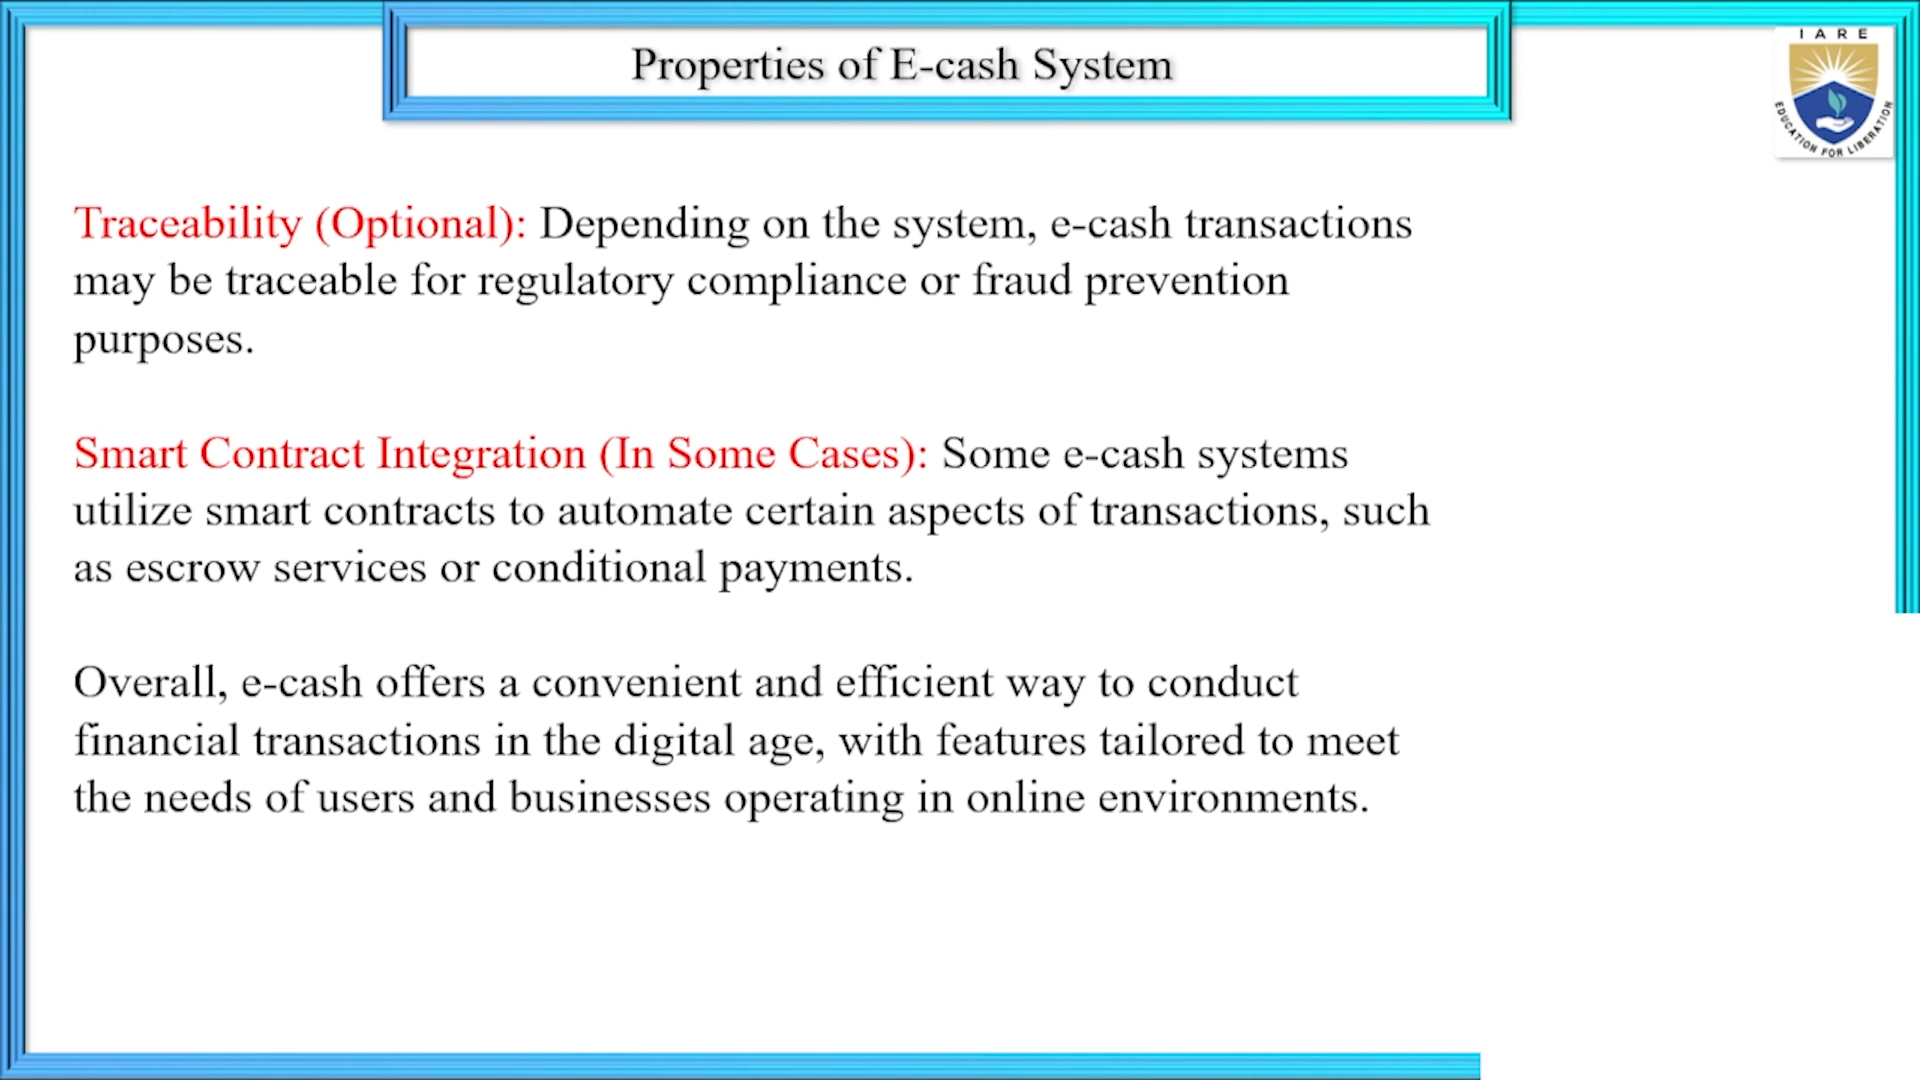 Properties of E-cash System
IARE
EDUCATION FOR LIBERATION
Traceability (Optional): Depending on the system, e-cash transactions
may be traceable for regulatory compliance or fraud prevention
purposes.
Smart Contract Integration (In Some Cases): Some e-cash systems
utilize smart contracts to automate certain aspects of transactions, such
as escrow services or conditional payments.
Overall, e-cash offers a convenient and efficient way to conduct
financial transactions in the digital age, with features tailored to meet
the needs of users and businesses operating in online environments.